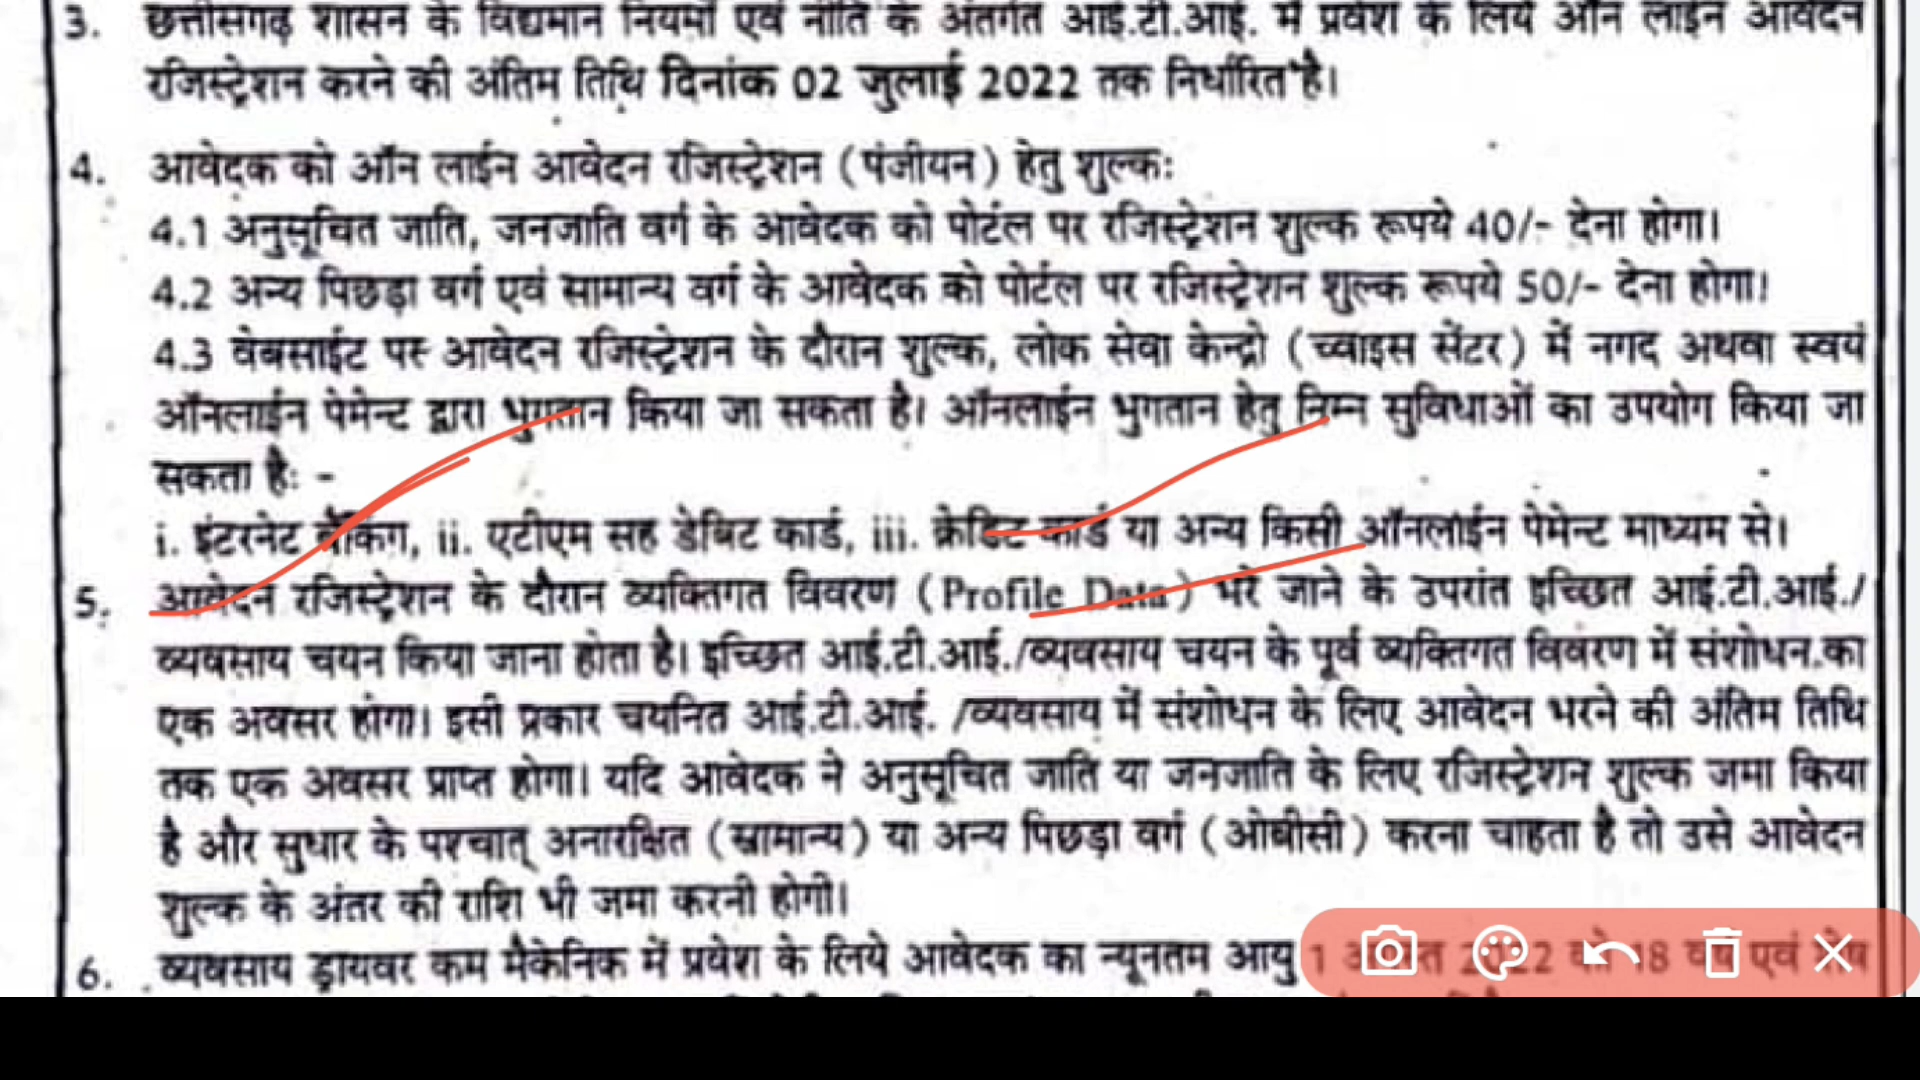 3. छत्तीसगढ़ शासन के विद्यमान नियमों एवं नीति के अंतर्गत आई.टी.आई. में प्रवेश के लिये ऑन लाईन आवेदन
रजिस्ट्रेशन करने की अंतिम तिथि दिनांक 02 जुलाई 2022 तक निर्धारित है।
4. आवेदक को ऑन लाईन आवेदन रजिस्ट्रेशन (पंजीयन) हेतु शुल्कः
4.1 अनुसूचित जाति, जनजाति वर्ग के आवेदक को पोर्टल पर रजिस्ट्रेशन शुल्क रूपये 40/- देना होगा।
4.2 अन्य पिछड़ा वर्ग एवं सामान्य वर्ग के आवेदक को पोर्टल पर रजिस्ट्रेशन शुल्क रूपये 50/- देना होगा।
4.3 वेबसाईट पर आवेदन रजिस्ट्रेशन के दौरान शुल्क, लोक सेवा केन्द्रो (च्वाइस सेंटर) में नगद अथवा स्वयं
ऑनलाईन पेमेन्ट द्वारा भुगतान किया जा सकता है। ऑनलाईन भुगतान हेतु निम्न सुविधाओं का उपयोग किया जा
सकता हैः -
i. इंटरनेट बैंकिंग, ii. एटीएम सह डेबिट कार्ड, iii. क्रेडिट कार्ड या अन्य किसी ऑनलाईन पेमेन्ट माध्यम से।
5. आवेदन रजिस्ट्रेशन के दौरान व्यक्तिगत विवरण (Profile Data) भरे जाने के उपरांत इच्छित आई.टी.आई./
व्यवसाय चयन किया जाना होता है। इच्छित आई.टी.आई./व्यवसाय चयन के पूर्व व्यक्तिगत विवरण में संशोधन का
एक अवसर होगा। इसी प्रकार चयनित आई.टी.आई. /व्यवसाय में संशोधन के लिए आवेदन भरने की अंतिम तिथि
तक एक अवसर प्राप्त होगा। यदि आवेदक ने अनुसूचित जाति या जनजाति के लिए रजिस्ट्रेशन शुल्क जमा किया
है और सुधार के पश्चात् अनारक्षित (सामान्य) या अन्य पिछड़ा वर्ग (ओबीसी) करना चाहता है तो उसे आवेदन
शुल्क के अंतर की राशि भी जमा करनी होगी।
6. व्यवसाय ड्रायवर कम मैकेनिक में प्रवेश के लिये आवेदक का न्यूनतम आयु 1 अगस्त 2022 को 18 वर्ष एवं शेष